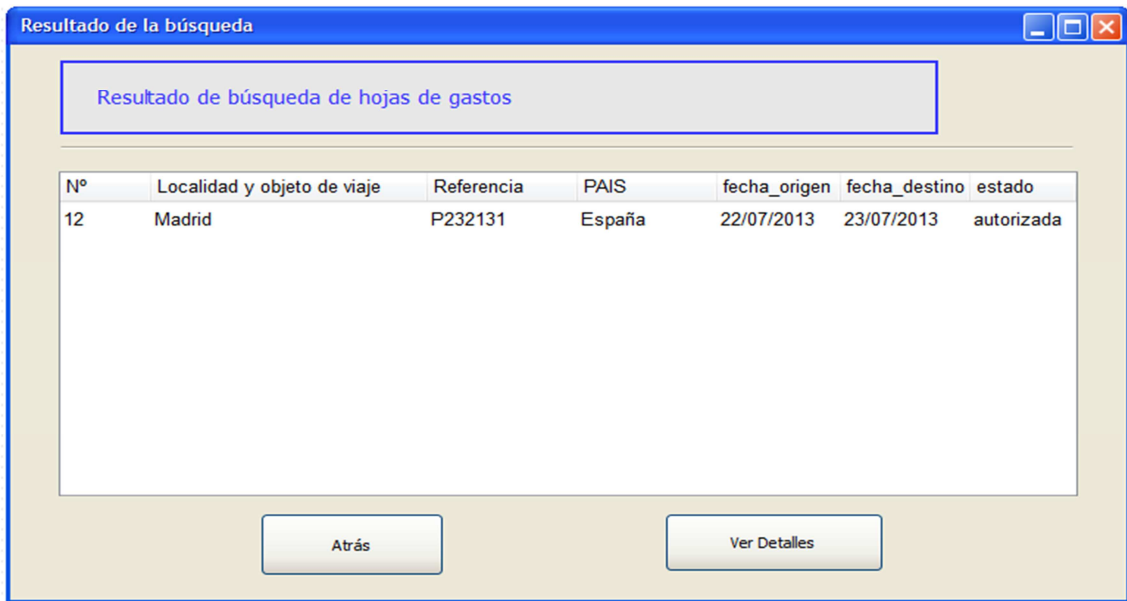 Resultado de la búsqueda
Resultado de búsqueda de hojas de gastos
Nº Localidad y objeto de viaje Referencia PAIS fecha_origen fecha_destino estado
12 Madrid P232131 España 22/07/2013 23/07/2013 autorizada
Atrás Ver Detalles